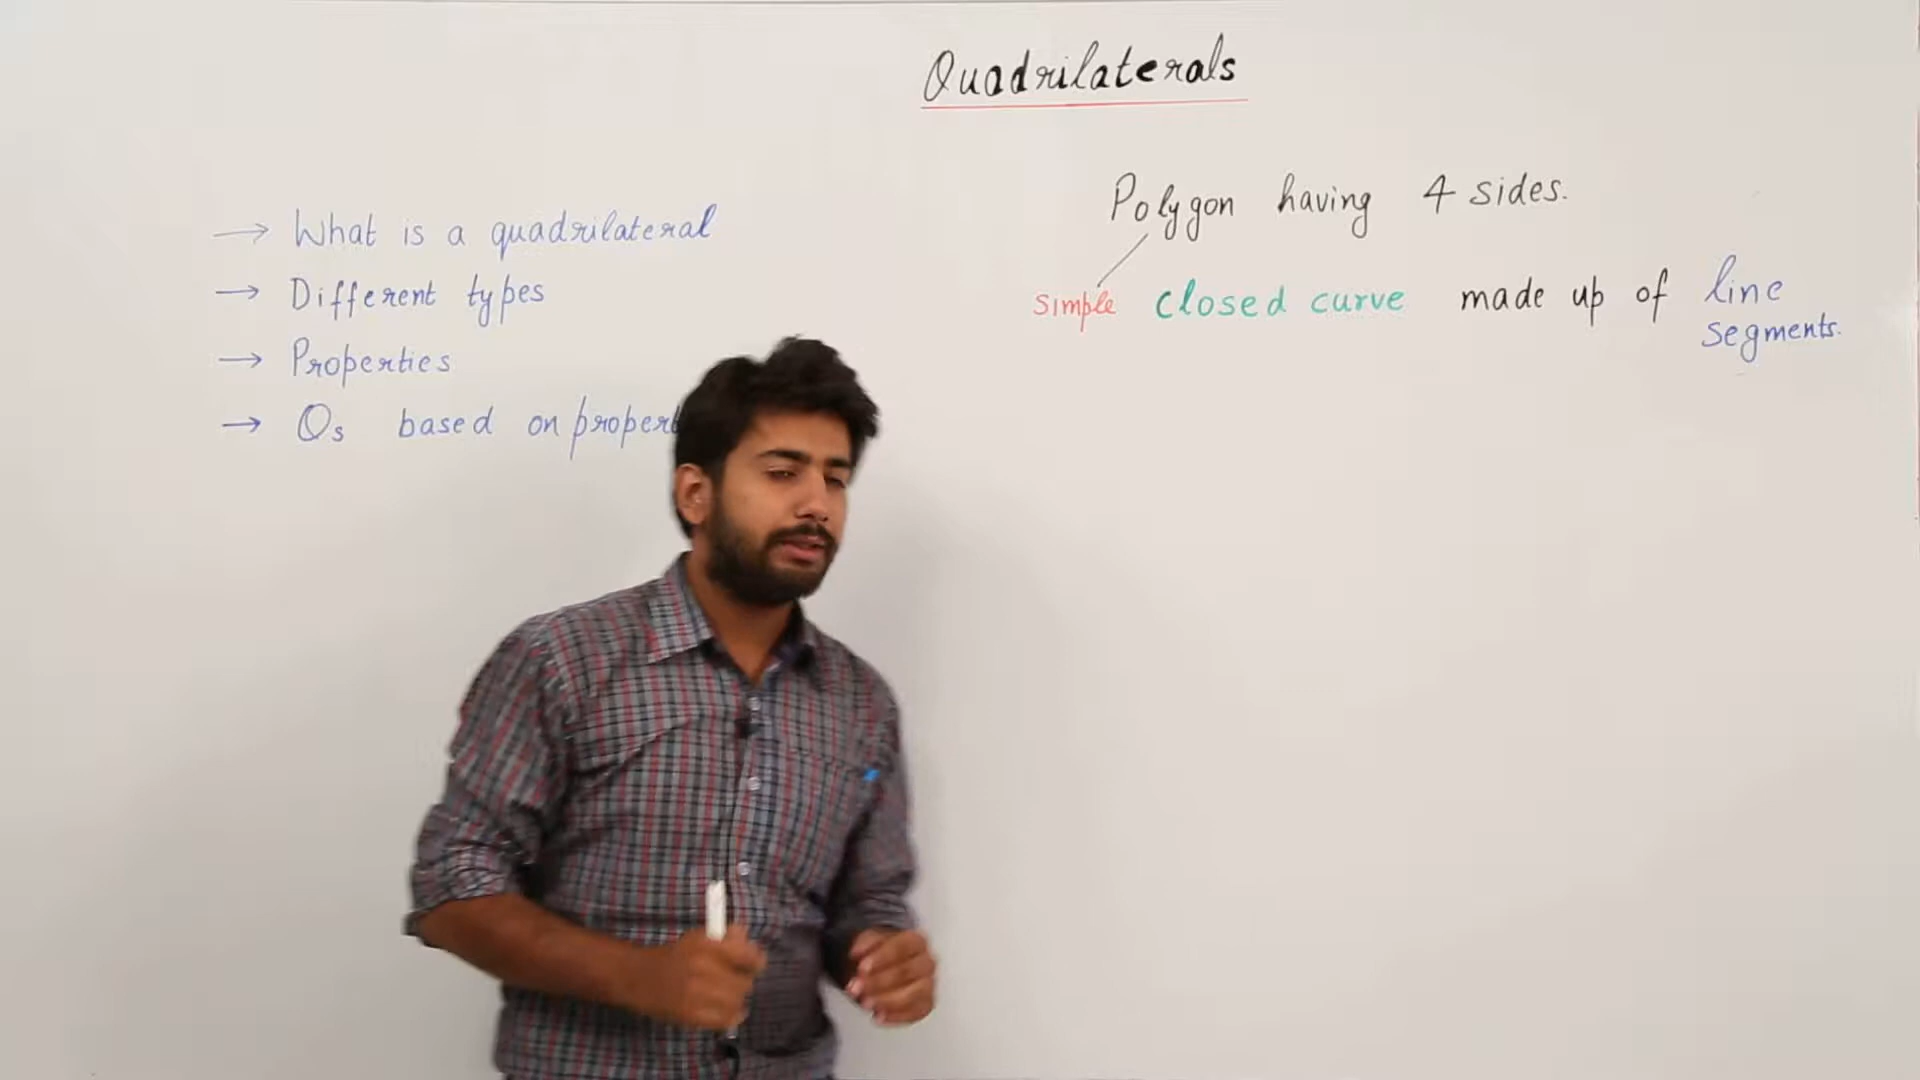 Quadrilaterals
→ What is a quadrilateral
→ Different types
→ Properties
→ Qs based on propert
Polygon having 4 sides.
Simple closed curve made up of line
segments.